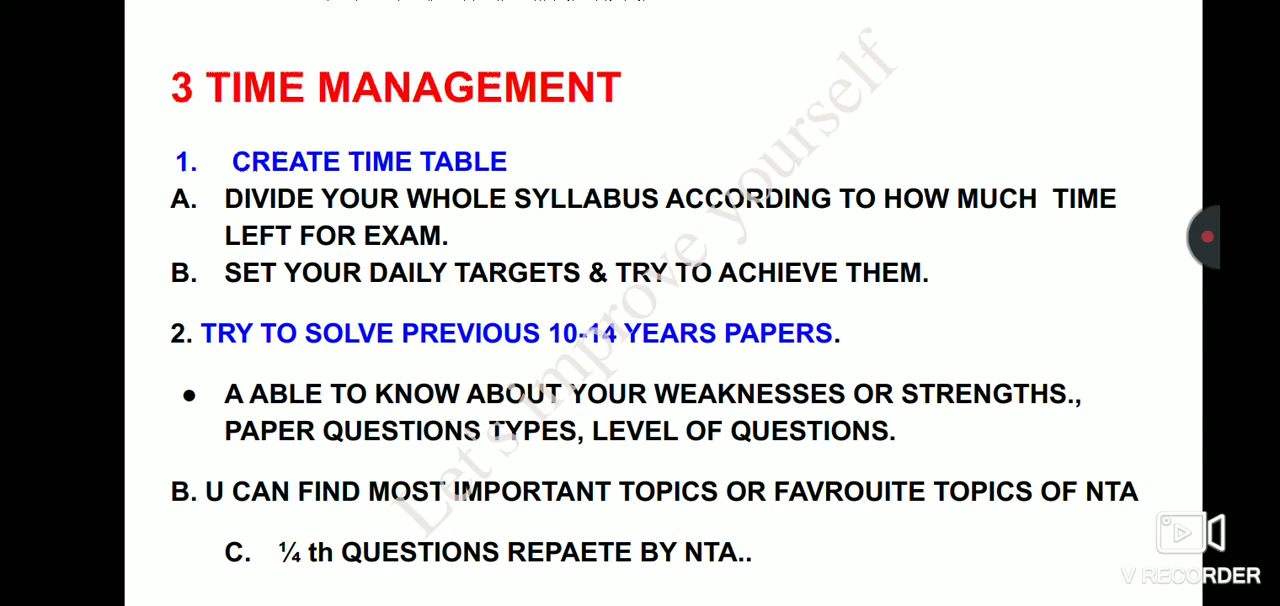 3 TIME MANAGEMENT
1. CREATE TIME TABLE
A. DIVIDE YOUR WHOLE SYLLABUS ACCORDING TO HOW MUCH TIME
LEFT FOR EXAM.
B. SET YOUR DAILY TARGETS & TRY TO ACHIEVE THEM.
2. TRY TO SOLVE PREVIOUS 10-14 YEARS PAPERS.
● A ABLE TO KNOW ABOUT YOUR WEAKNESSES OR STRENGTHS.,
PAPER QUESTIONS TYPES, LEVEL OF QUESTIONS.
B. U CAN FIND MOST IMPORTANT TOPICS OR FAVROUITE TOPICS OF NTA
C. ¼ th QUESTIONS REPAETE BY NTA..
Let's improve yourself
V RECORDER